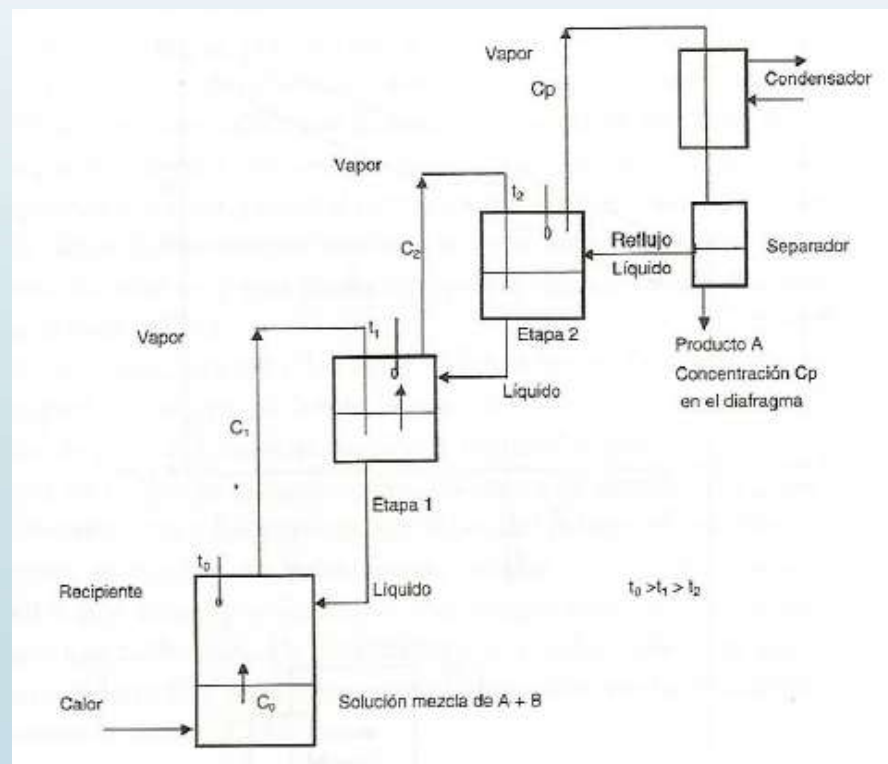 Vapor
Cp
Condensador
Vapor
t₂
C₂
Reflujo
Líquido
Separador
Etapa 2
Vapor
t₁
Líquido
Producto A
Concentración Cp
en el diafragma
C₁
Etapa 1
t₀
Recipiente
Líquido
t₀ >t₁ > t₂
Calor
C₀
Solución mezcla de A + B